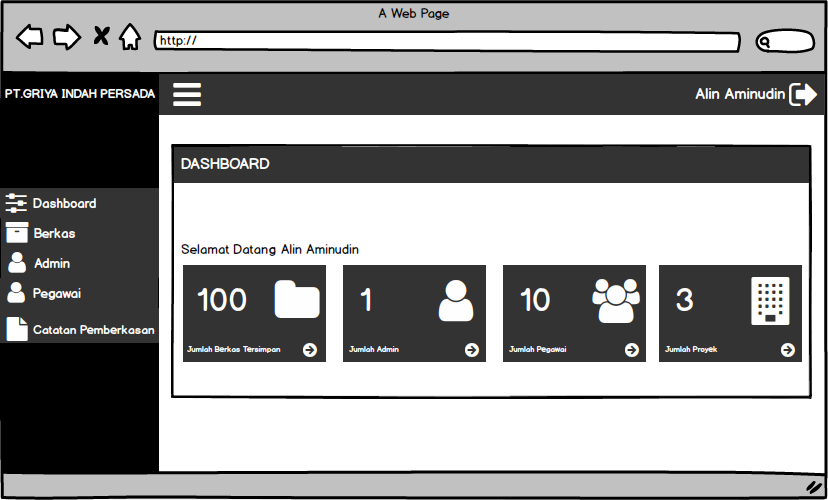 A Web Page
http://
PT.GRIYA INDAH PERSADA
Alin Aminudin
DASHBOARD
Dashboard
Berkas
Admin
Pegawai
Catatan Pemberkasan
Selamat Datang Alin Aminudin
100
1
10
3
Jumlah Berkas Tersimpan
Jumlah Admin
Jumlah Pegawai
Jumlah Proyek